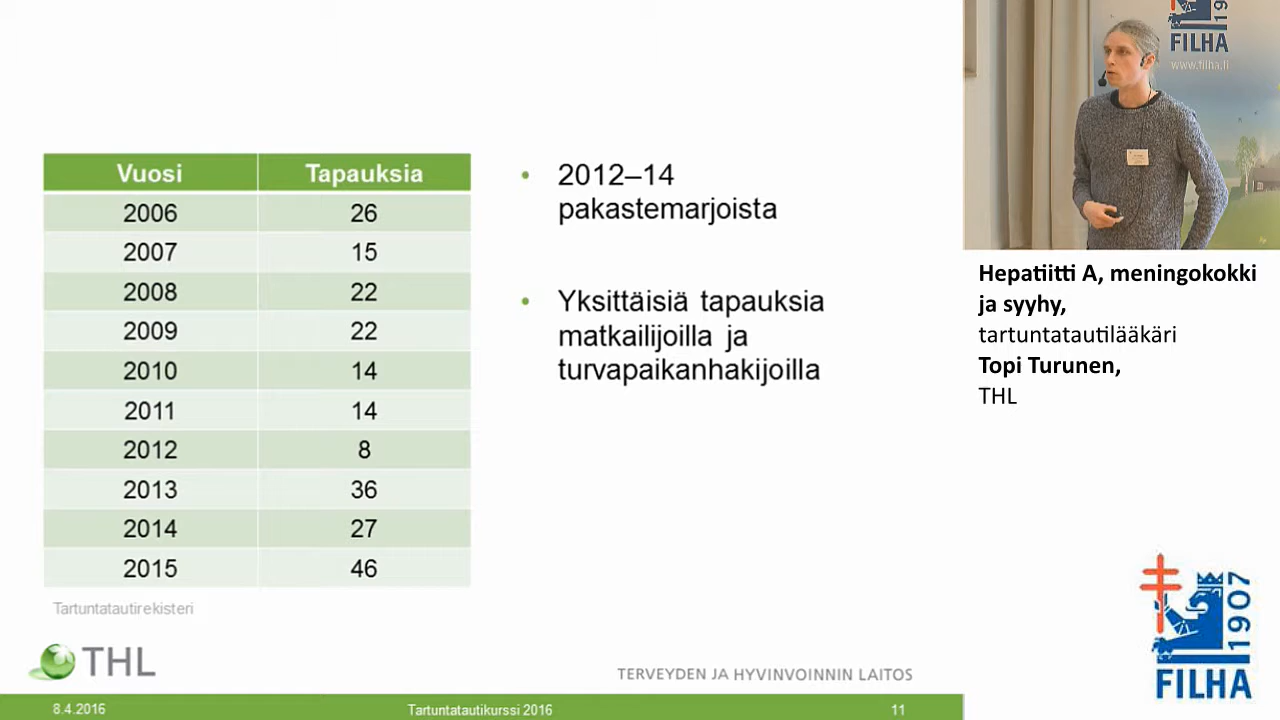 Vuosi Tapauksia
2006 26
2007 15
2008 22
2009 22
2010 14
2011 14
2012 8
2013 36
2014 27
2015 46
Tartuntatautirekisteri
• 2012–14
pakastemarjoista
• Yksittäisiä tapauksia
matkailijoilla ja
turvapaikanhakijoilla
THL
TERVEYDEN JA HYVINVOINNIN LAITOS
8.4.2016 Tartuntatautikurssi 2016 11
FILHA
www.filha.fi
Hepatiitti A, meningokokki
ja syyhy,
tartuntatautilääkäri
Topi Turunen,
THL
1907
FILHA